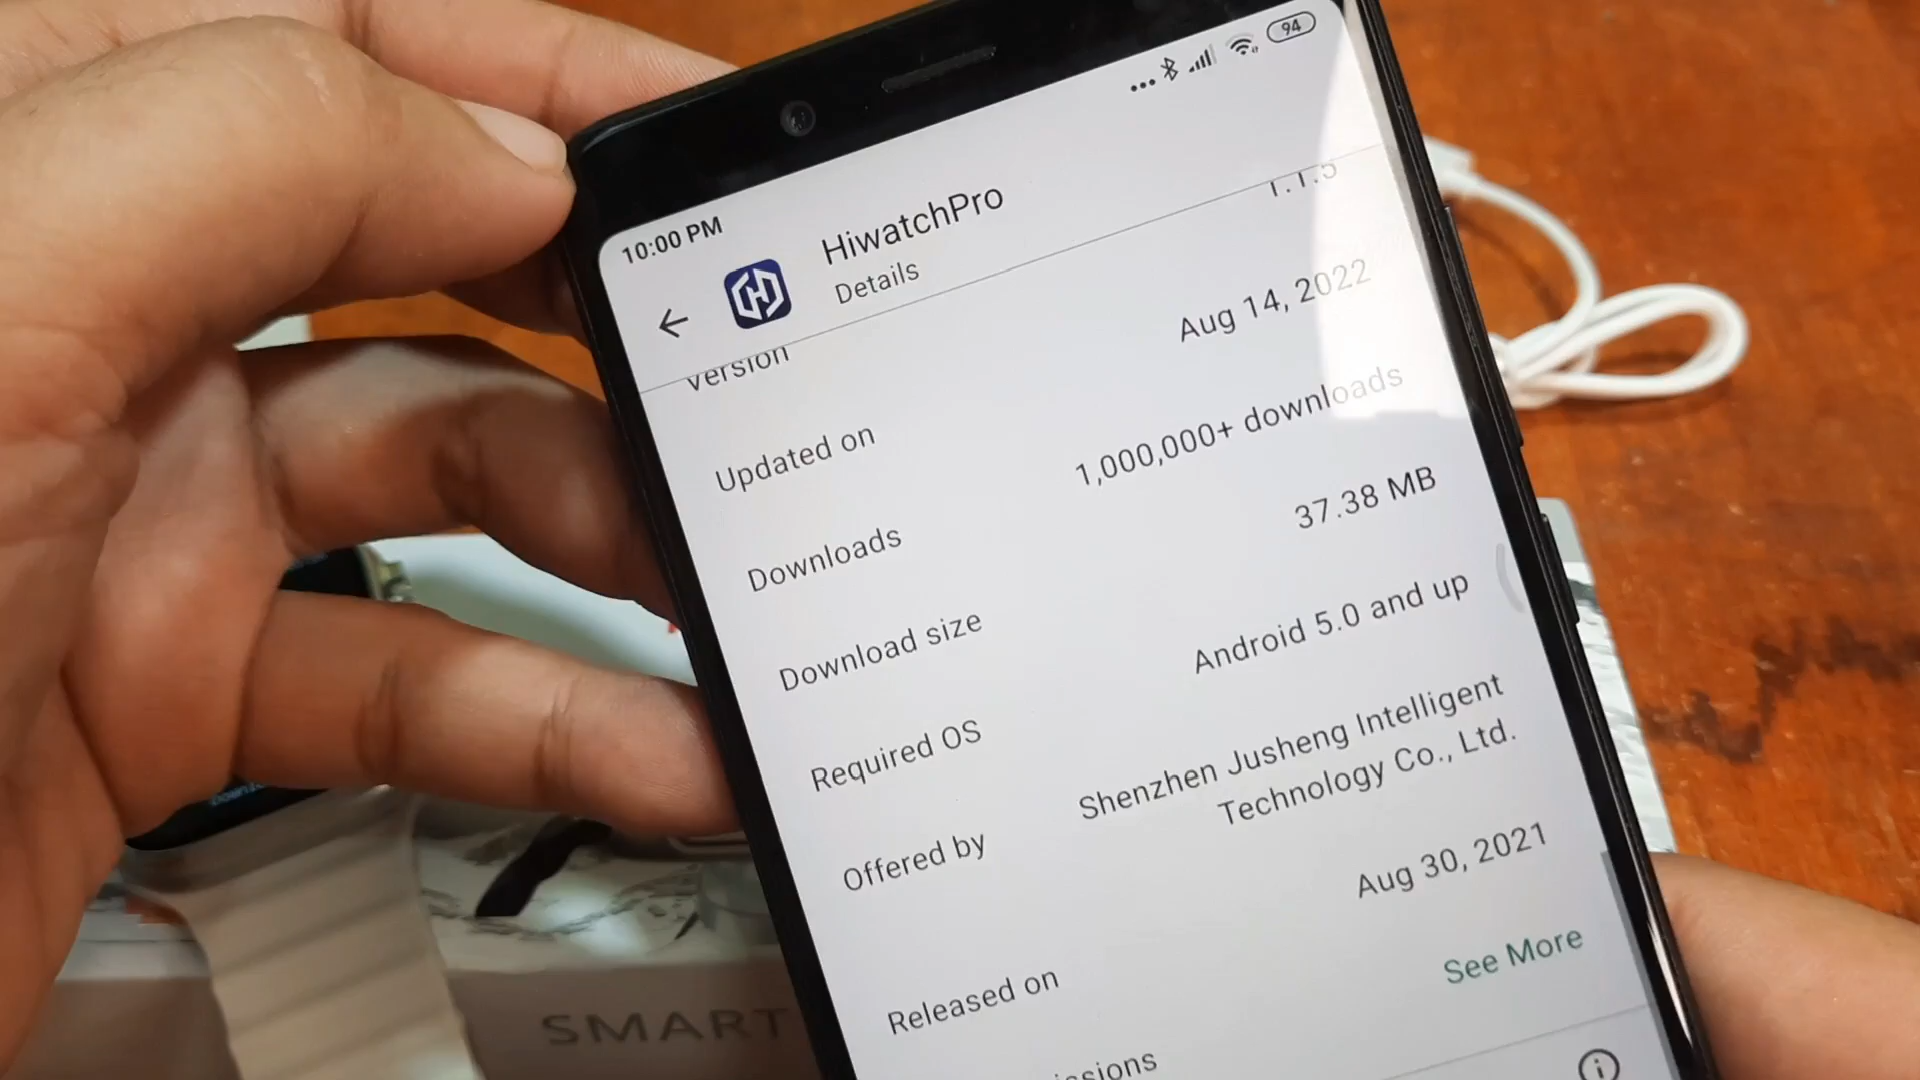 94
10:00 PM
HiwatchPro
Details
version 1.1.5
Updated on Aug 14, 2022
Downloads 1,000,000+ downloads
Download size 37.38 MB
Required OS Android 5.0 and up
Offered by Shenzhen Jusheng Intelligent
Technology Co., Ltd.
Released on Aug 30, 2021
See More
SMART